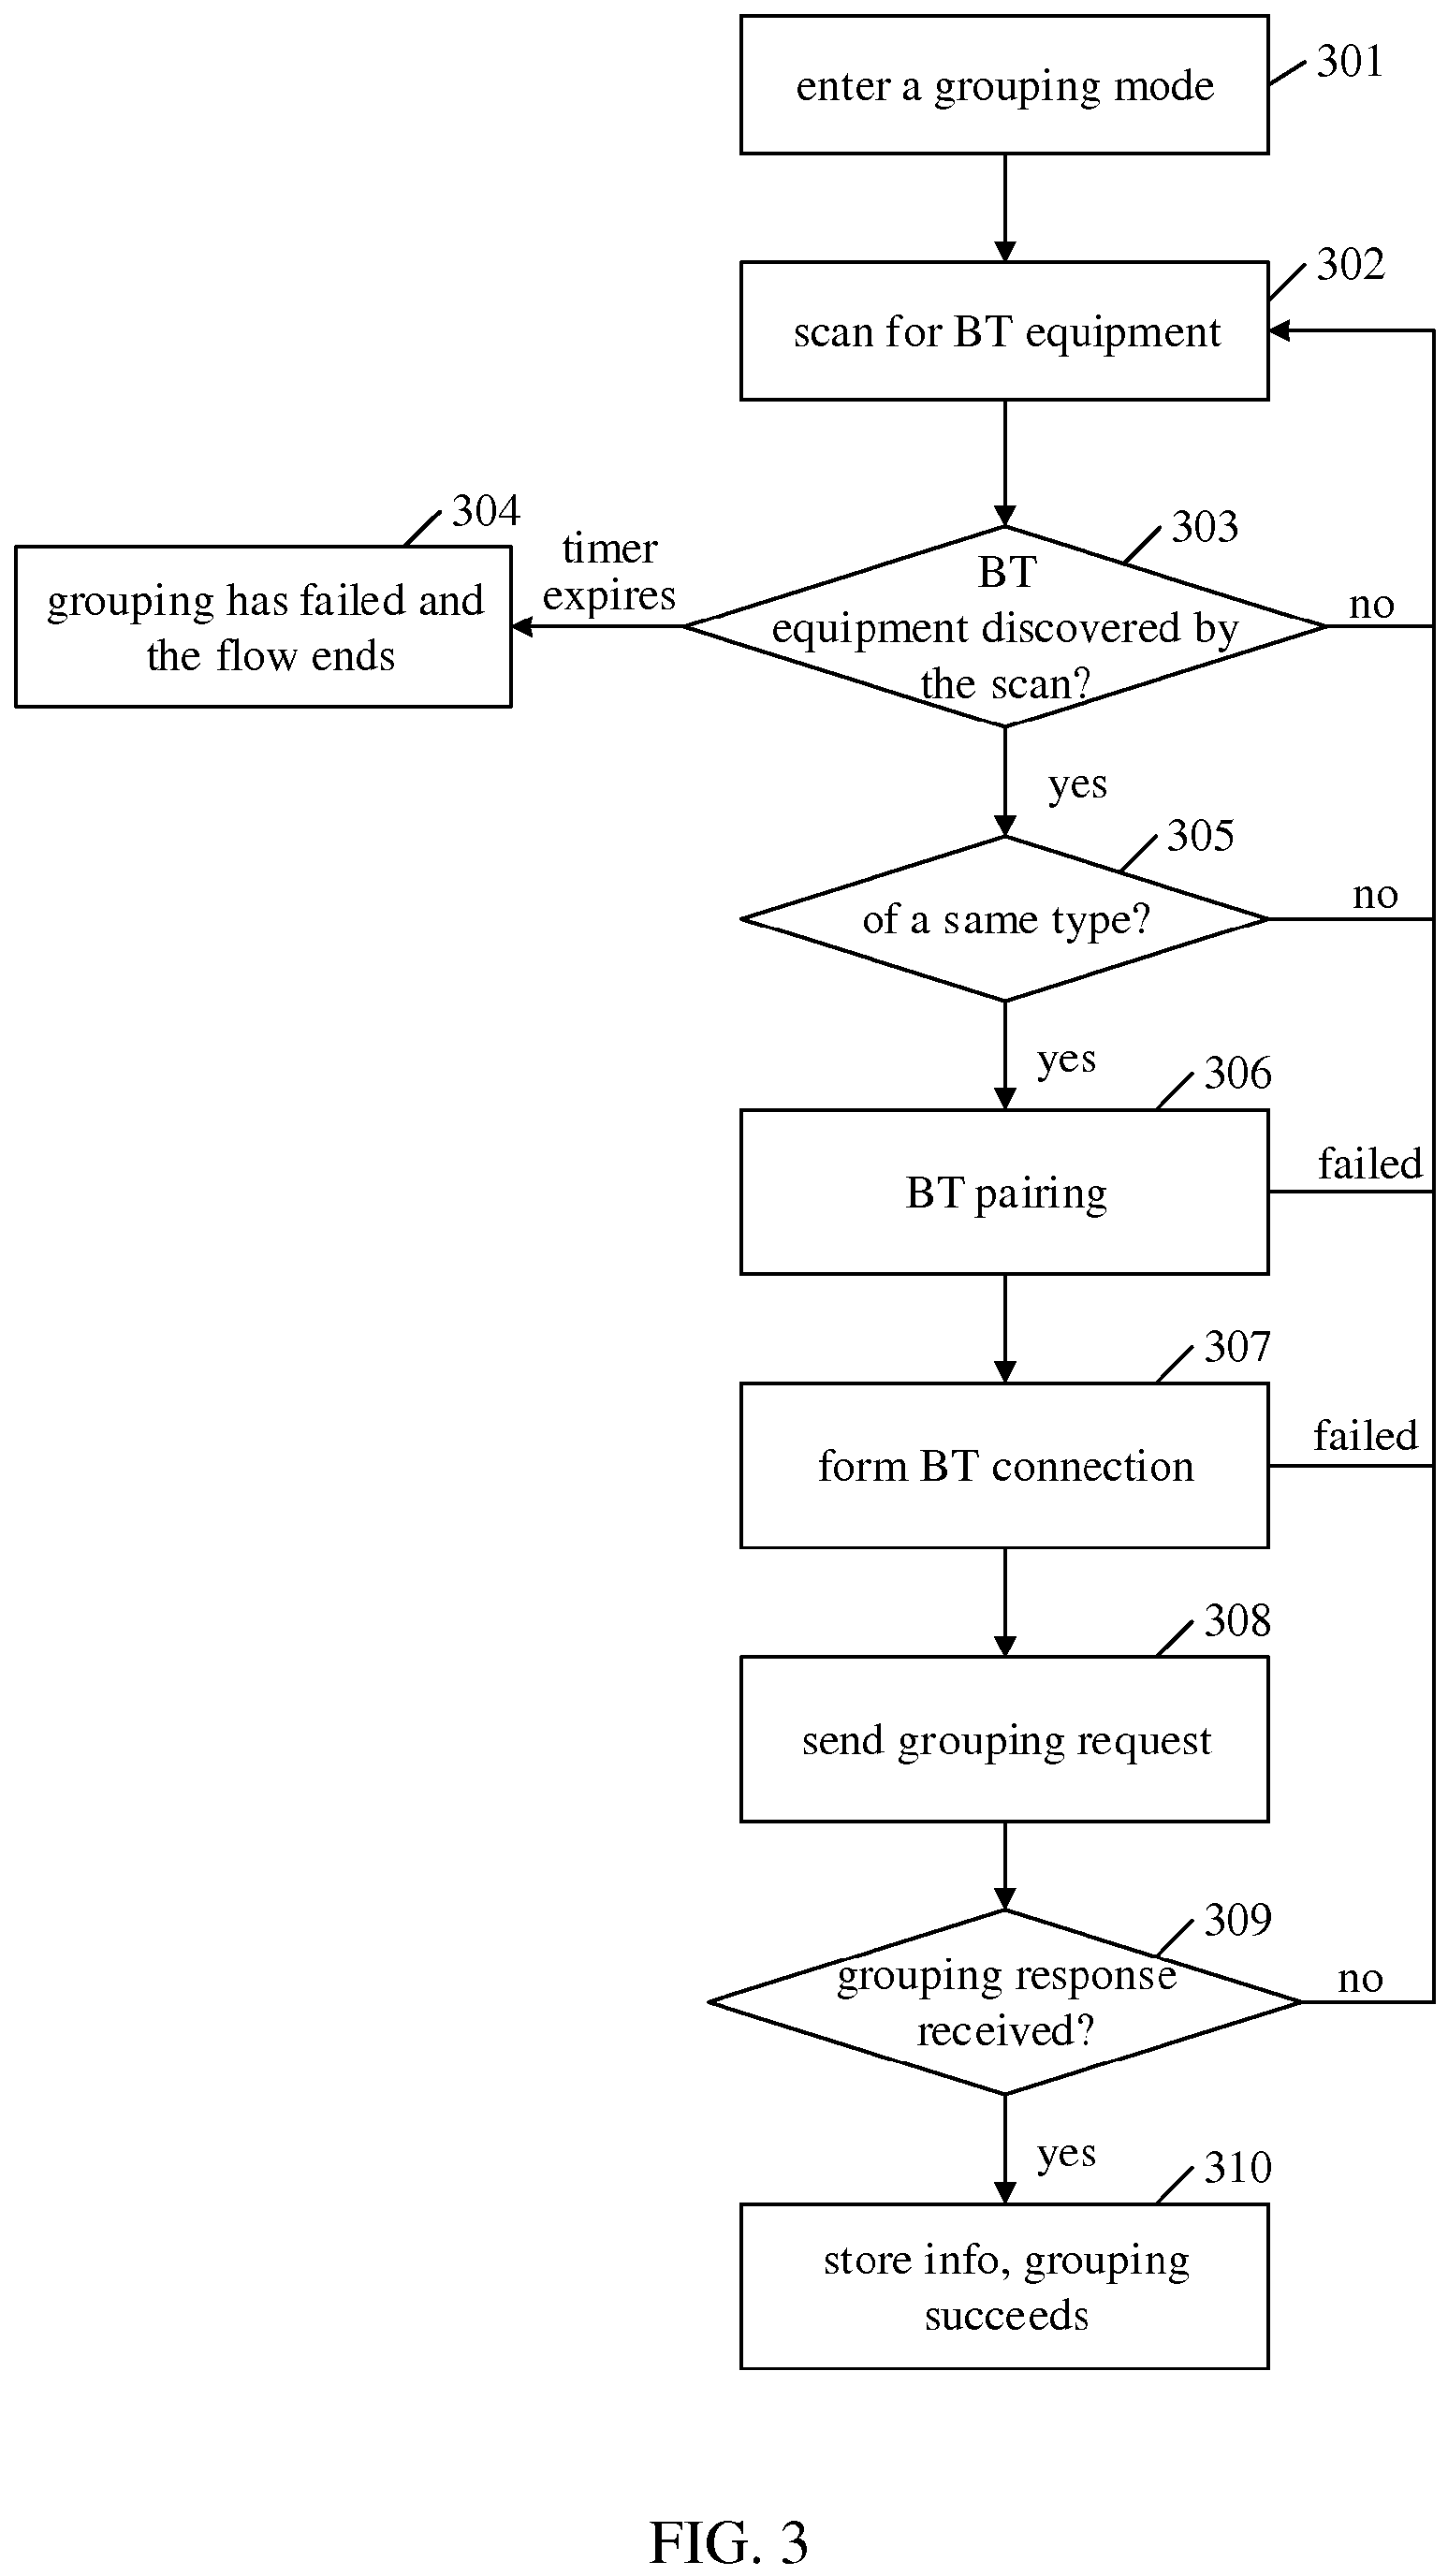 enter a grouping mode
301
302
scan for BT equipment
304
timer
expires
grouping has failed and
the flow ends
303
BT
equipment discovered by
the scan?
no
yes
305
of a same type?
no
yes
306
BT pairing
failed
307
form BT connection
failed
308
send grouping request
309
grouping response
received?
no
yes
310
store info, grouping
succeeds
FIG. 3